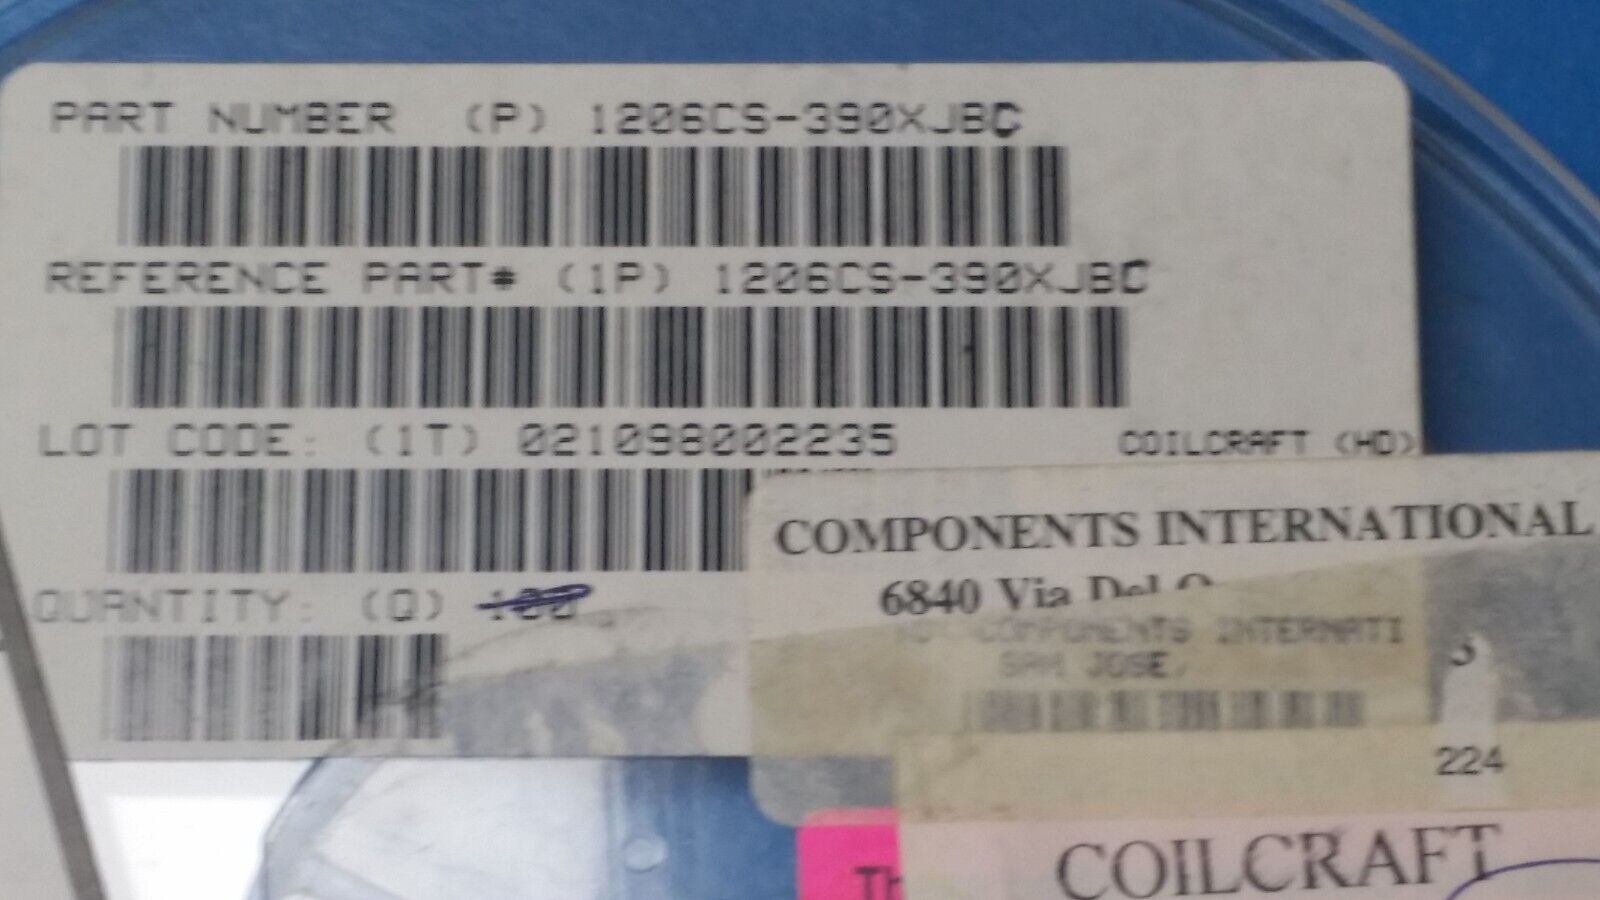 PART NUMBER (P) 1206CS-390XJBC
REFERENCE PART# (1P) 1206CS-390XJBC
LOT CODE: (1T) 021098002235
COILCRAFT (HD)
QUANTITY: (Q) 100
COMPONENTS INTERNATIONAL
6840 Via Del
COMPONENTS INTERNATI
SAN JOSE,
224
COILCRAFT